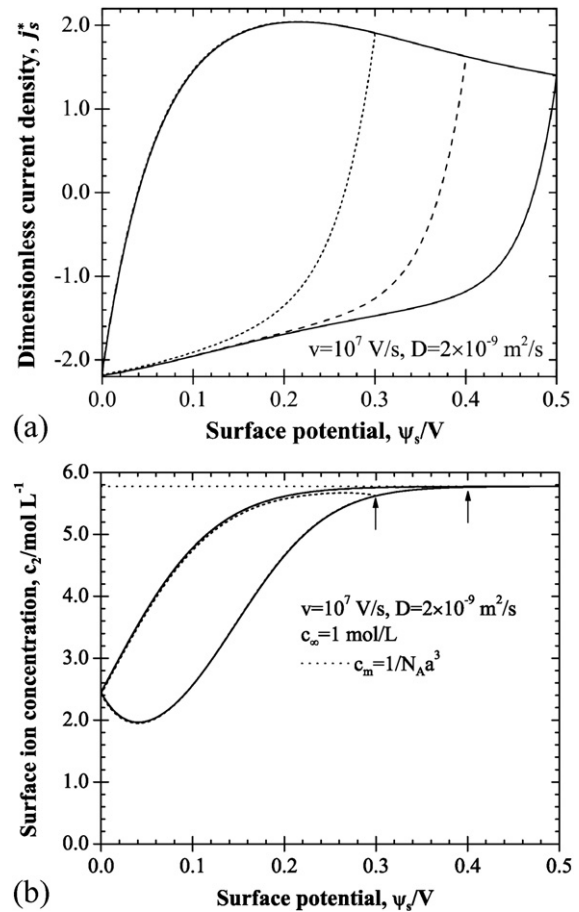 2.0
1.0
0.0
-1.0
-2.0
Dimensionless current density, j*s
v=10⁷ V/s, D=2×10⁻⁹ m²/s
0.0 0.1 0.2 0.3 0.4 0.5
(a) Surface potential, ψs/V
6.0
5.0
4.0
3.0
2.0
1.0
0.0
Surface ion concentration, c₂/mol L⁻¹
v=10⁷ V/s, D=2×10⁻⁹ m²/s
c∞=1 mol/L
cm=1/NAa³
0.0 0.1 0.2 0.3 0.4 0.5
(b) Surface potential, ψs/V